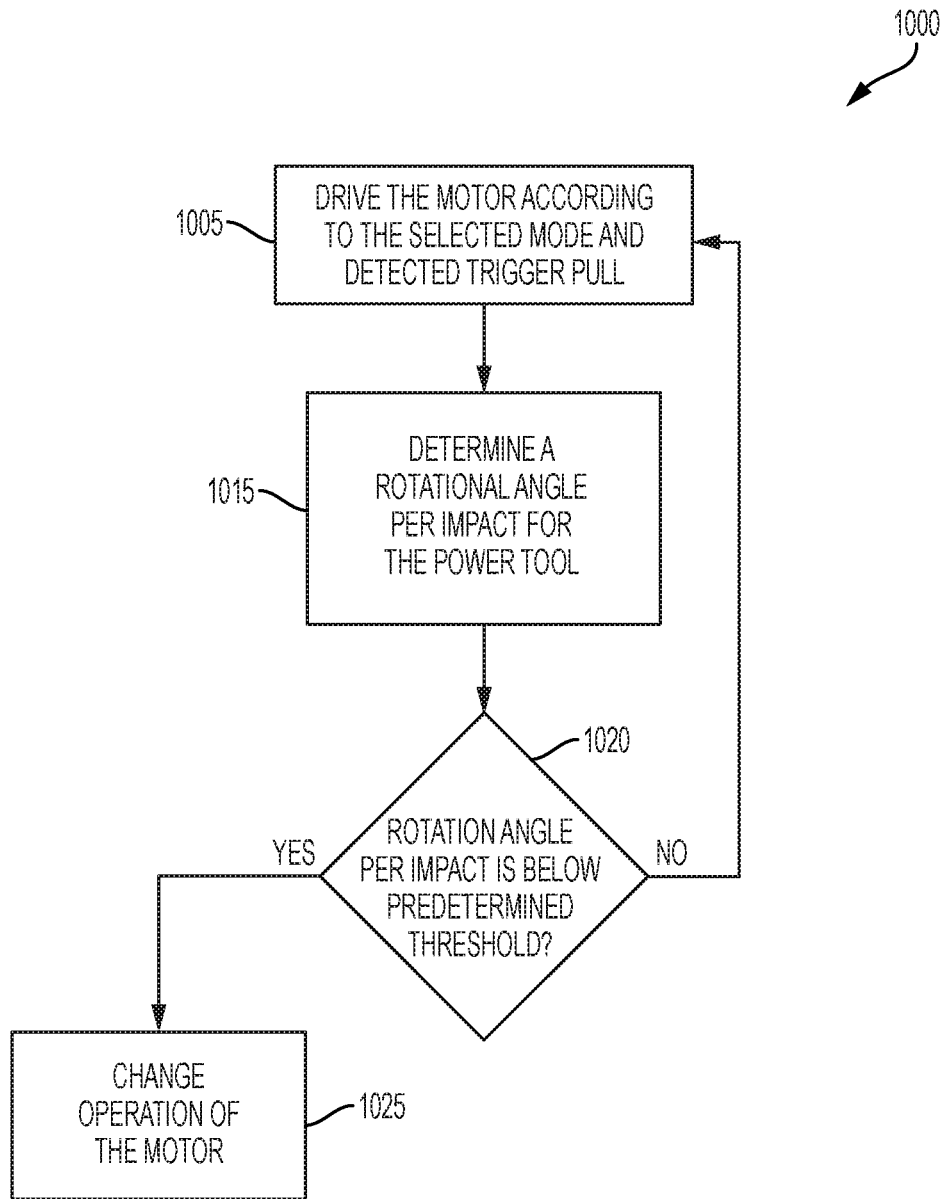 1000
1005
DRIVE THE MOTOR ACCORDING
TO THE SELECTED MODE AND
DETECTED TRIGGER PULL
1015
DETERMINE A
ROTATIONAL ANGLE
PER IMPACT FOR
THE POWER TOOL
1020
ROTATION ANGLE
PER IMPACT IS BELOW
PREDETERMINED
THRESHOLD?
YES
NO
CHANGE
OPERATION OF
THE MOTOR
1025